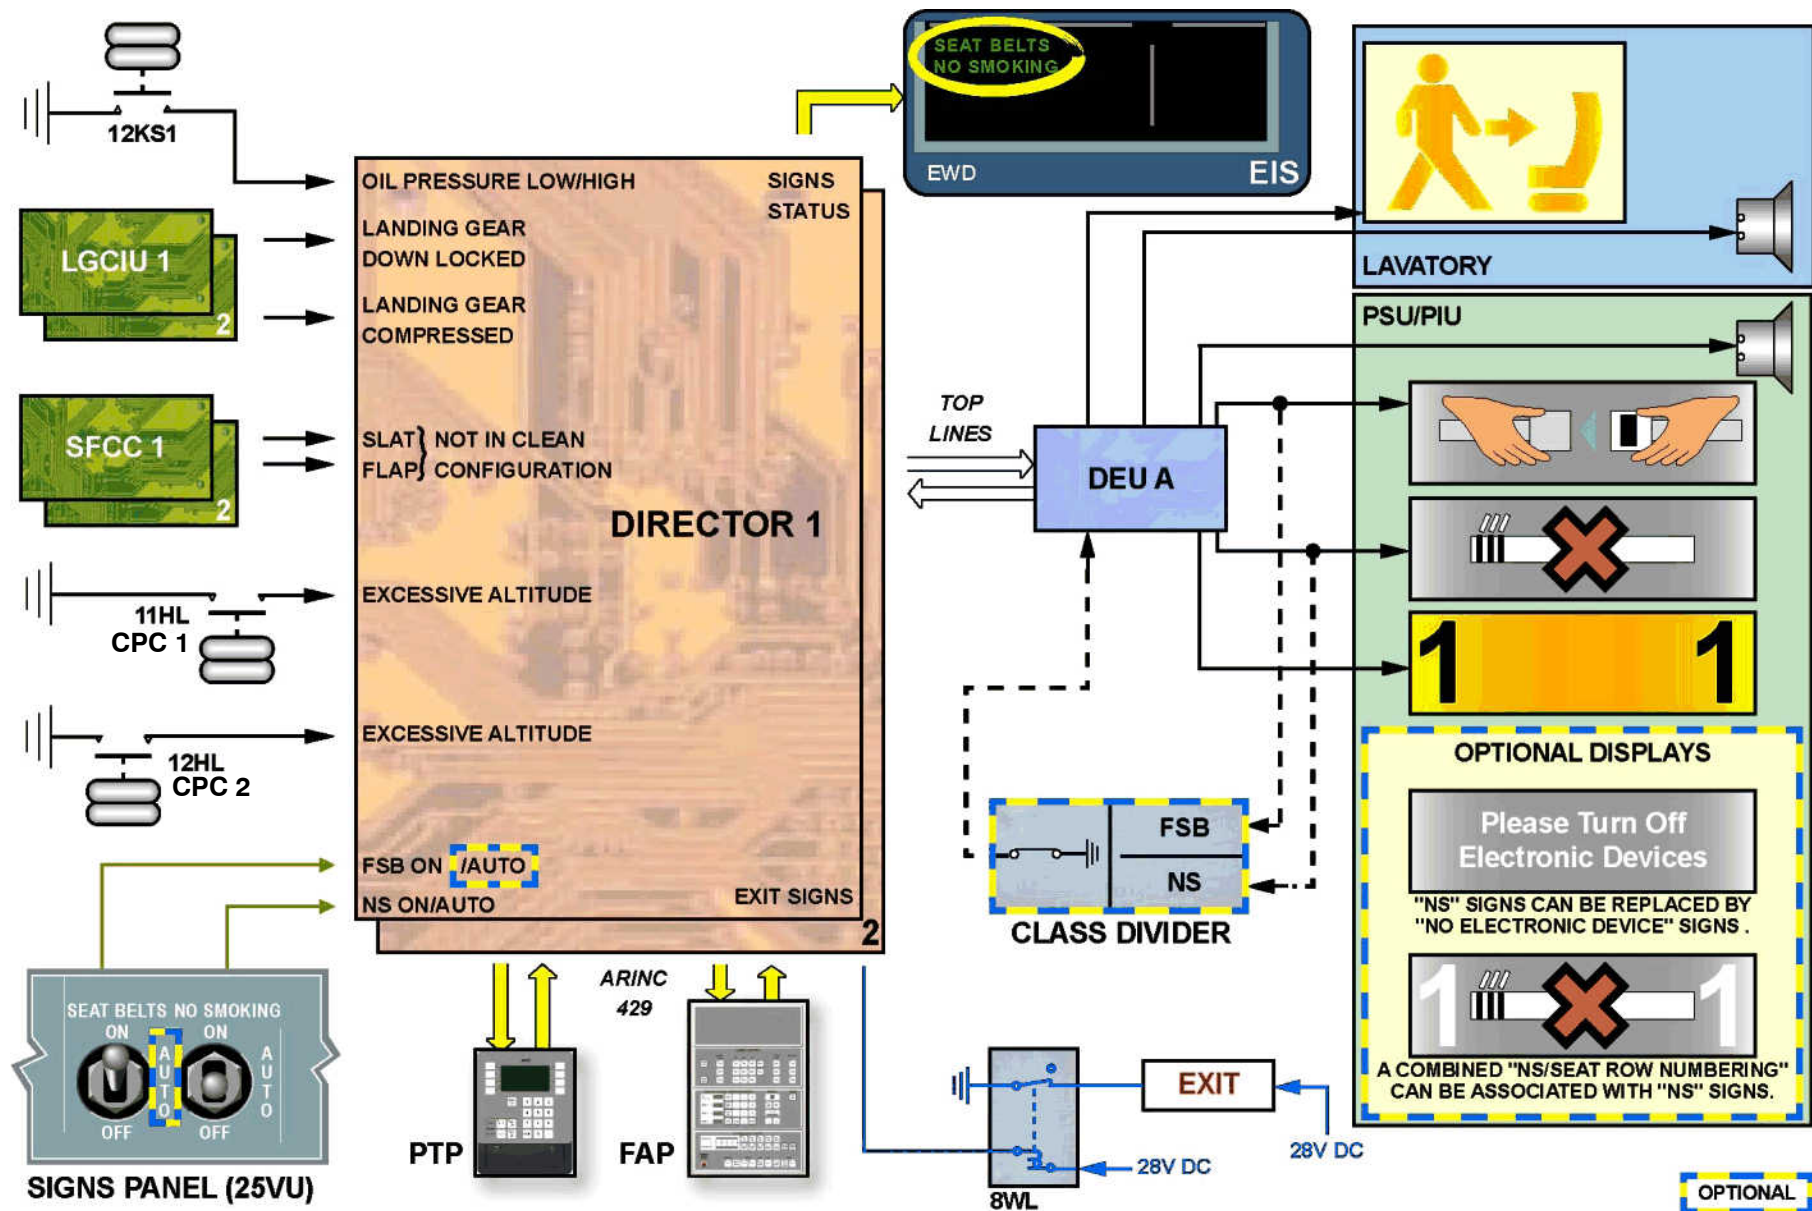 SEAT BELTS
NO SMOKING
EWD
EIS
12KS1
OIL PRESSURE LOW/HIGH
SIGNS
STATUS
LGCIU 1
2
LANDING GEAR
DOWN LOCKED
LANDING GEAR
COMPRESSED
SFCC 1
2
SLAT} NOT IN CLEAN
FLAP} CONFIGURATION
DIRECTOR 1
11HL
CPC 1
EXCESSIVE ALTITUDE
12HL
CPC 2
EXCESSIVE ALTITUDE
FSB ON /AUTO
NS ON/AUTO
EXIT SIGNS
2
TOP
LINES
DEU A
LAVATORY
PSU/PIU
1 1
OPTIONAL DISPLAYS
Please Turn Off
Electronic Devices
"NS" SIGNS CAN BE REPLACED BY
"NO ELECTRONIC DEVICE" SIGNS .
1 1
A COMBINED "NS/SEAT ROW NUMBERING"
CAN BE ASSOCIATED WITH "NS" SIGNS.
FSB
NS
CLASS DIVIDER
SEAT BELTS NO SMOKING
ON ON
AUTO
AUTO
OFF OFF
SIGNS PANEL (25VU)
ARINC
429
PTP
FAP
EXIT
28V DC
28V DC
8WL
OPTIONAL